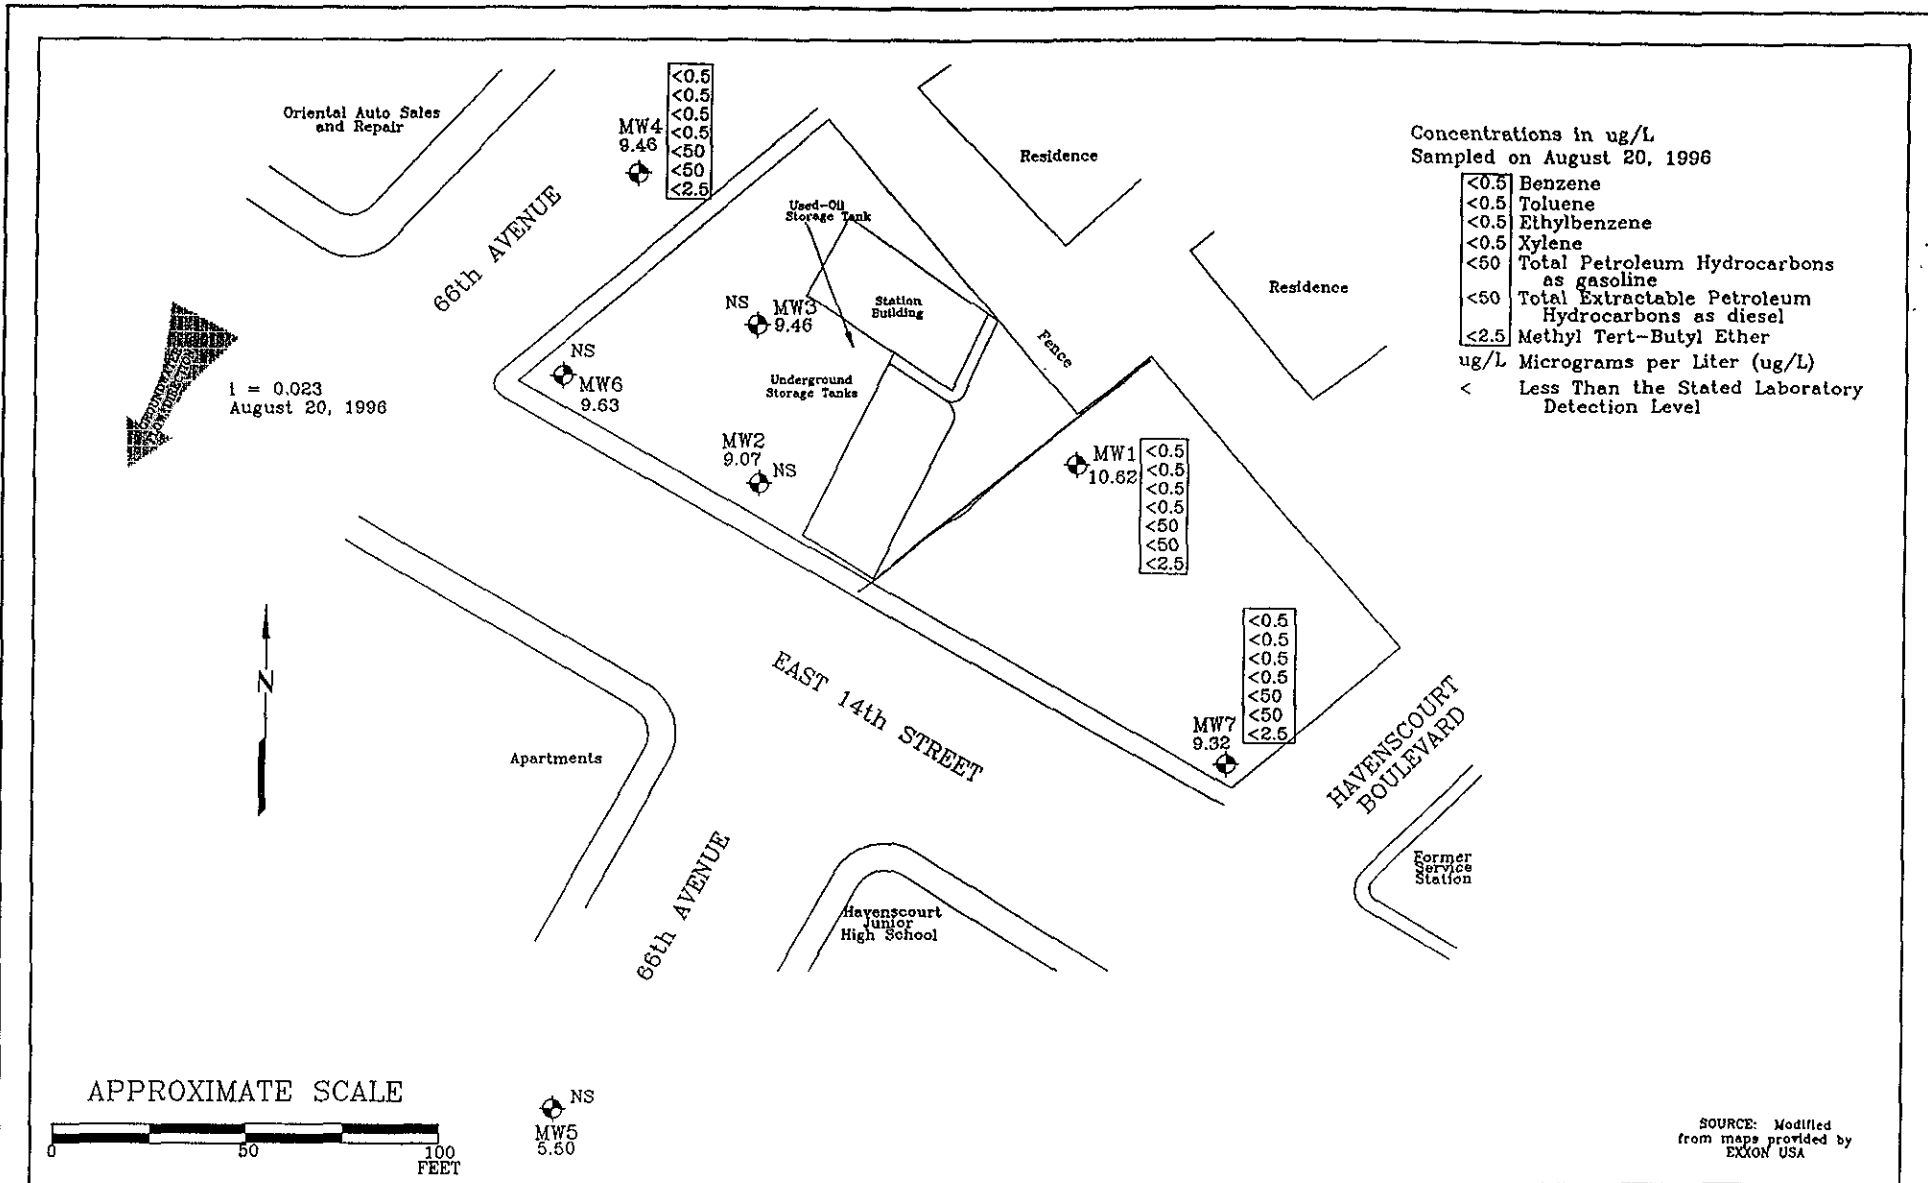 Oriental Auto Sales
and Repair
MW4
9.46
<0.5
<0.5
<0.5
<0.5
<50
<50
<2.5
66th AVENUE
Residence
Residence
Concentrations in ug/L
Sampled on August 20, 1996
<0.5 Benzene
<0.5 Toluene
<0.5 Ethylbenzene
<0.5 Xylene
<50 Total Petroleum Hydrocarbons
as gasoline
<50 Total Extractable Petroleum
Hydrocarbons as diesel
<2.5 Methyl Tert-Butyl Ether
ug/L Micrograms per Liter (ug/L)
< Less Than the Stated Laboratory
Detection Level
Used-Oil
Storage Tank
Station
Building
NS
MW3
9.46
Fence
GROUNDWATER
FLOW DIRECTION
i = 0.023
August 20, 1996
NS
MW6
9.63
Underground
Storage Tanks
MW2
9.07
NS
MW1
10.62
<0.5
<0.5
<0.5
<0.5
<50
<50
<2.5
N
EAST 14th STREET
<0.5
<0.5
<0.5
<0.5
<50
<50
<2.5
MW7
9.32
HAVENSCOURT
BOULEVARD
Apartments
66th AVENUE
Havenscourt
Junior
High School
Former
Service
Station
APPROXIMATE SCALE
0 50 100
FEET
NS
MW5
5.50
SOURCE: Modified
from maps provided by
EXXON USA